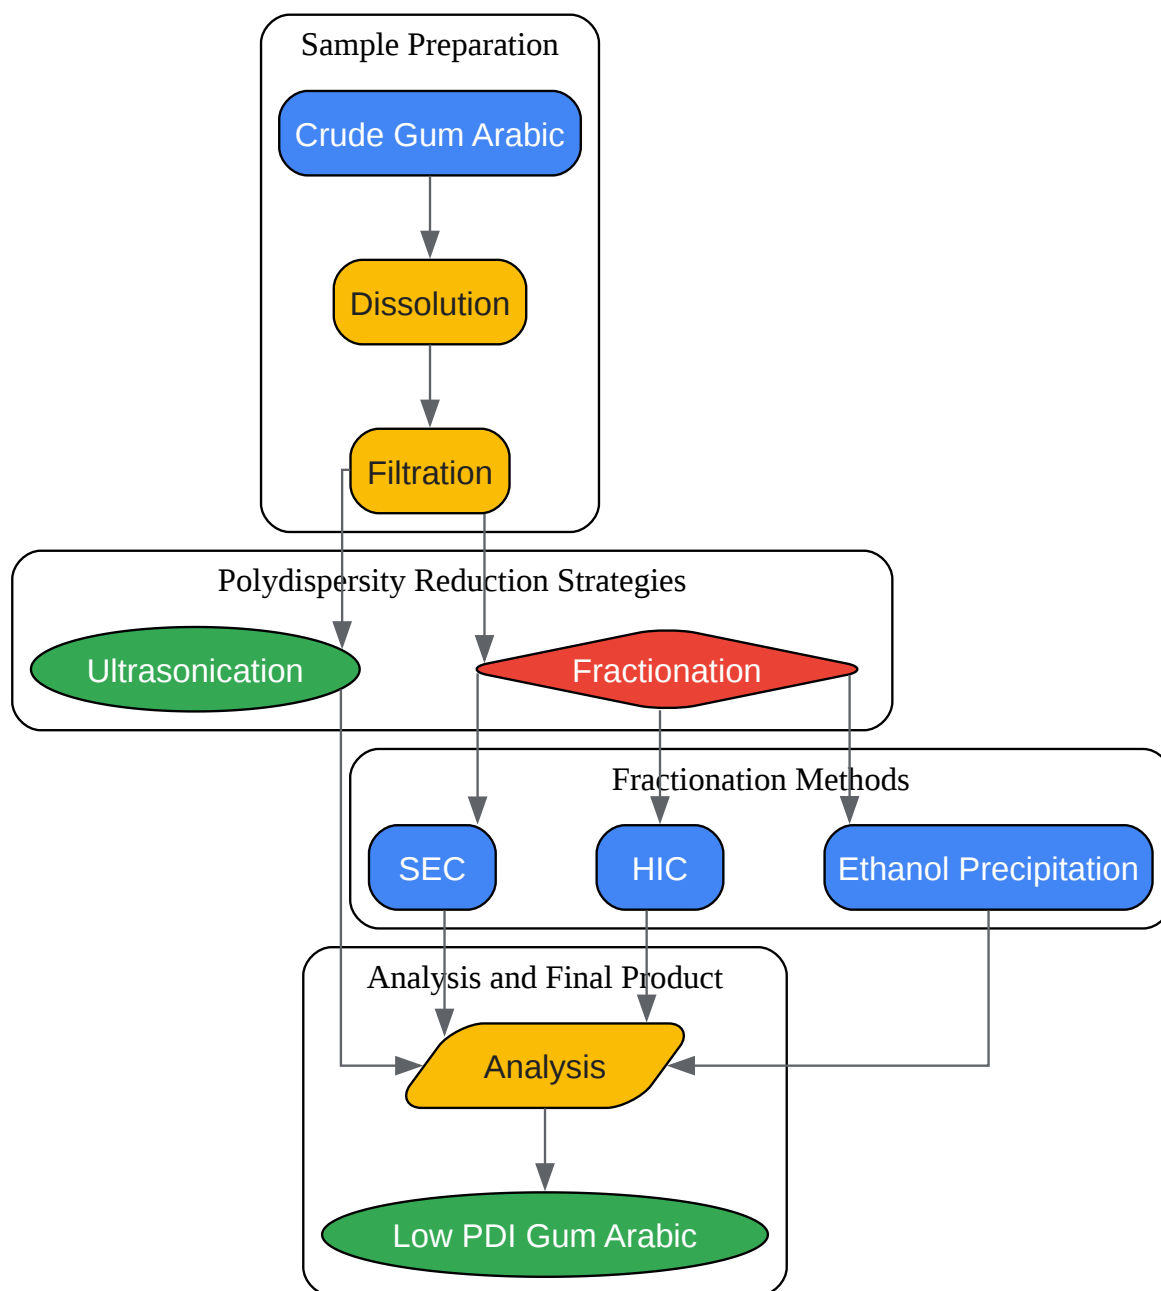 Sample Preparation
Crude Gum Arabic
Dissolution
Filtration
Polydispersity Reduction Strategies
Ultrasonication
Fractionation
Fractionation Methods
SEC
HIC
Ethanol Precipitation
Analysis and Final Product
Analysis
Low PDI Gum Arabic